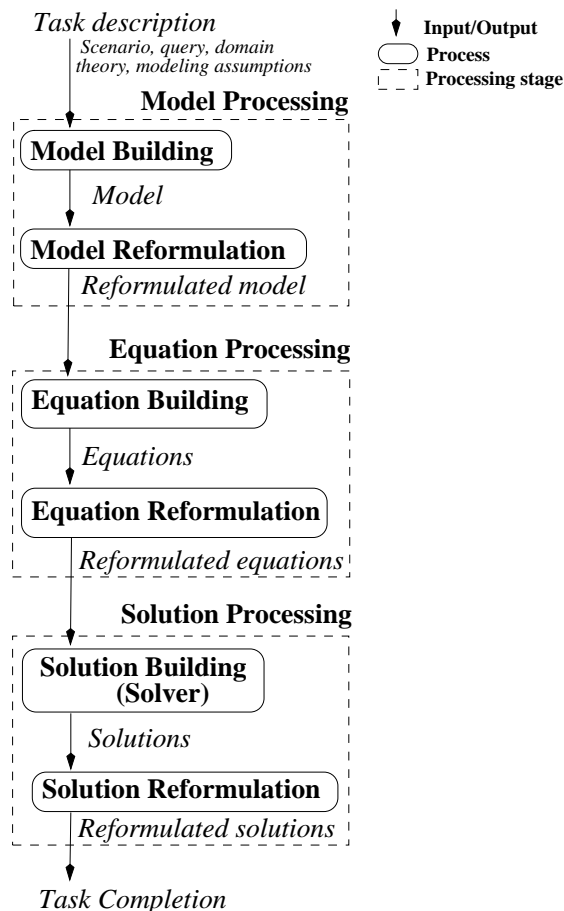 Task description
Scenario, query, domain
theory, modeling assumptions
Input/Output
Process
Processing stage
Model Processing
Model Building
Model
Model Reformulation
Reformulated model
Equation Processing
Equation Building
Equations
Equation Reformulation
Reformulated equations
Solution Processing
Solution Building
(Solver)
Solutions
Solution Reformulation
Reformulated solutions
Task Completion